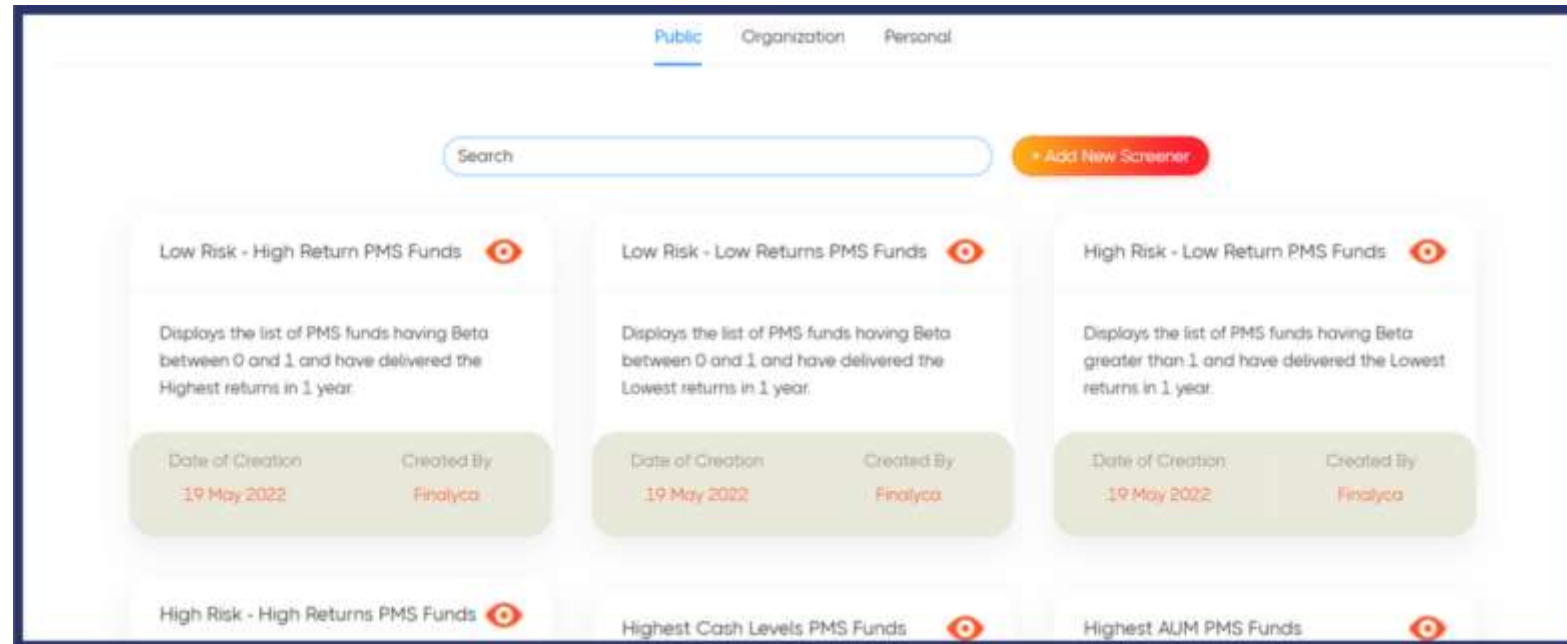 Public Organization Personal
Search
+ Add New Screener
Low Risk - High Return PMS Funds
Displays the list of PMS funds having Beta
between 0 and 1 and have delivered the
Highest returns in 1 year.
Date of Creation Created By
19 May 2022 Finalyca
Low Risk - Low Returns PMS Funds
Displays the list of PMS funds having Beta
between 0 and 1 and have delivered the
Lowest returns in 1 year.
Date of Creation Created By
19 May 2022 Finalyca
High Risk - Low Return PMS Funds
Displays the list of PMS funds having Beta
greater than 1 and have delivered the Lowest
returns in 1 year.
Date of Creation Created By
19 May 2022 Finalyca
High Risk - High Returns PMS Funds
Highest Cash Levels PMS Funds
Highest AUM PMS Funds